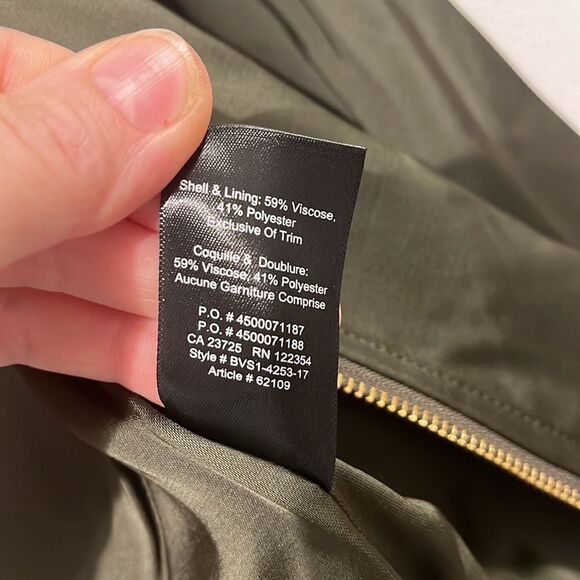 Shell & Lining: 59% Viscose,
41% Polyester
Exclusive Of Trim
Coquille & Doublure:
59% Viscose, 41% Polyester
Aucune Garniture Comprise
P.O. # 4500071187
P.O. # 4500071188
CA 23725 RN 122354
Style # BVS1-4253-17
Article # 62109